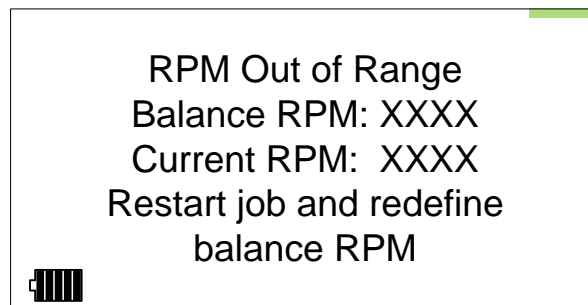 RPM Out of Range
Balance RPM: XXXX
Current RPM: XXXX
Restart job and redefine
balance RPM